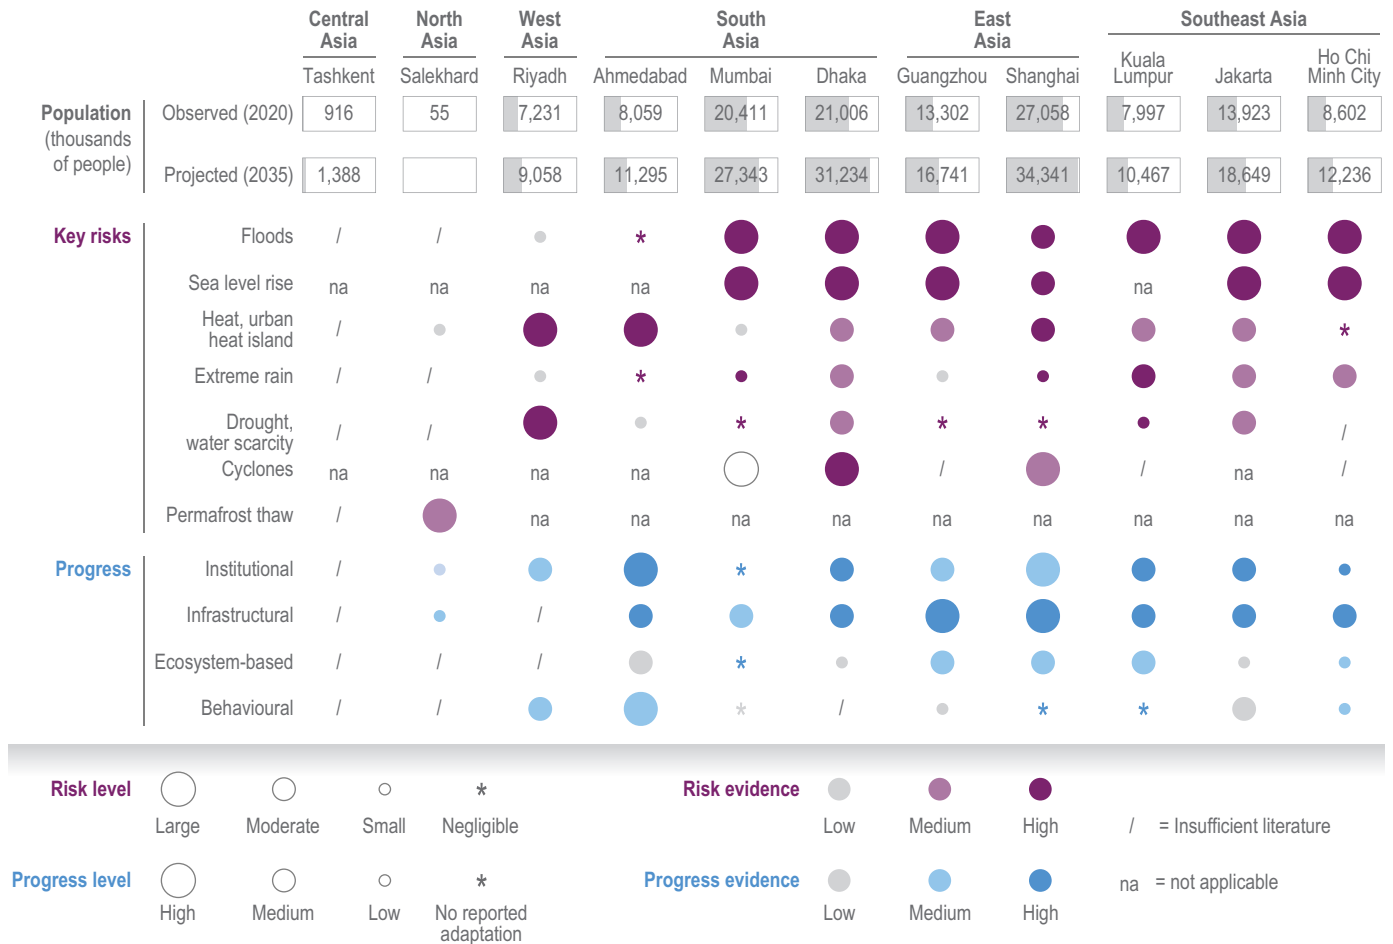 Central Asia North Asia West Asia South Asia East Asia Southeast Asia
Tashkent Salekhard Riyadh Ahmedabad Mumbai Dhaka Guangzhou Shanghai Kuala Lumpur Jakarta Ho Chi Minh City
Population (thousands of people)
Observed (2020) 916 55 7,231 8,059 20,411 21,006 13,302 27,058 7,997 13,923 8,602
Projected (2035) 1,388 9,058 11,295 27,343 31,234 16,741 34,341 10,467 18,649 12,236
Key risks Floods / / * 
Sea level rise na na na na na
Heat, urban heat island / *
Extreme rain / / *
Drought, water scarcity / / * * * /
Cyclones na na na na / / na /
Permafrost thaw / na na na na na na na na na
Progress Institutional / *
Infrastructural / /
Ecosystem-based / / / *
Behavioural / / * / * *
Risk level * Risk evidence
Large Moderate Small Negligible Low Medium High / = Insufficient literature
Progress level * Progress evidence na = not applicable
High Medium Low No reported adaptation Low Medium High